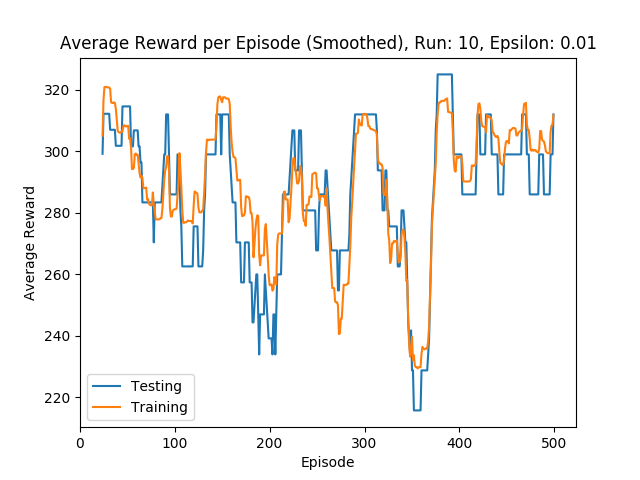 Average Reward per Episode (Smoothed), Run: 10, Epsilon: 0.01
320
300
280
260
240
220
Average Reward
Testing
Training
0 100 200 300 400 500
Episode